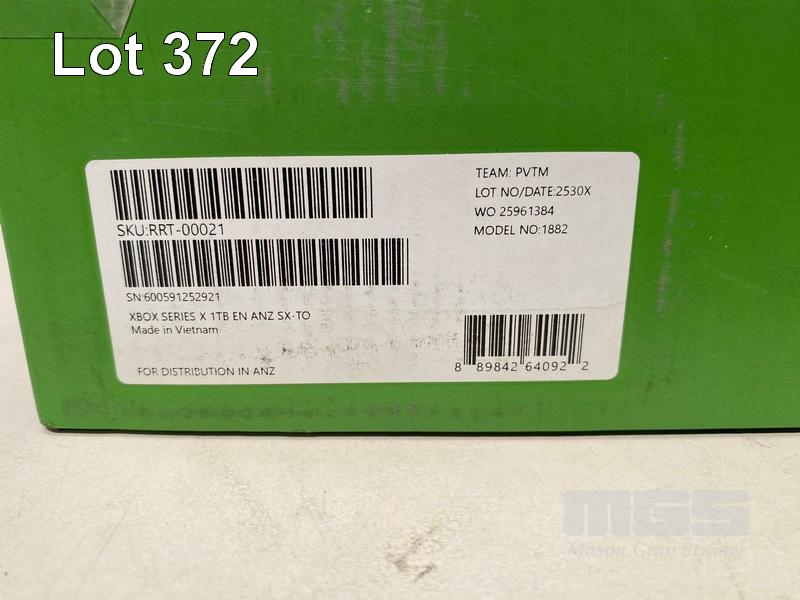 Lot 372
SKU:RRT-00021
SN:600591252921
XBOX SERIES X 1TB EN ANZ SX-TO
Made in Vietnam
FOR DISTRIBUTION IN ANZ
TEAM: PVTM
LOT NO/DATE:2530X
WO 25961384
MODEL NO:1882
8 89842 64092 2
MGS
Mason Gray Strange